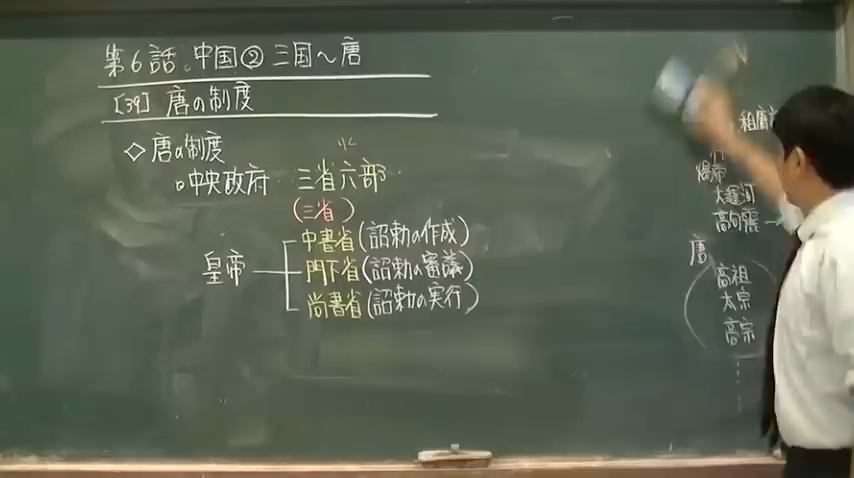 第6話 中国② 三国～唐
[39] 唐の制度
◇唐の制度
○中央政府…三省六部…
(三省)
皇帝
中書省(詔勅の作成)
門下省(詔勅の審議)
尚書省(詔勅の実行)
租庸
煬帝
大運河
高句麗→
唐
高祖
太宗
高宗